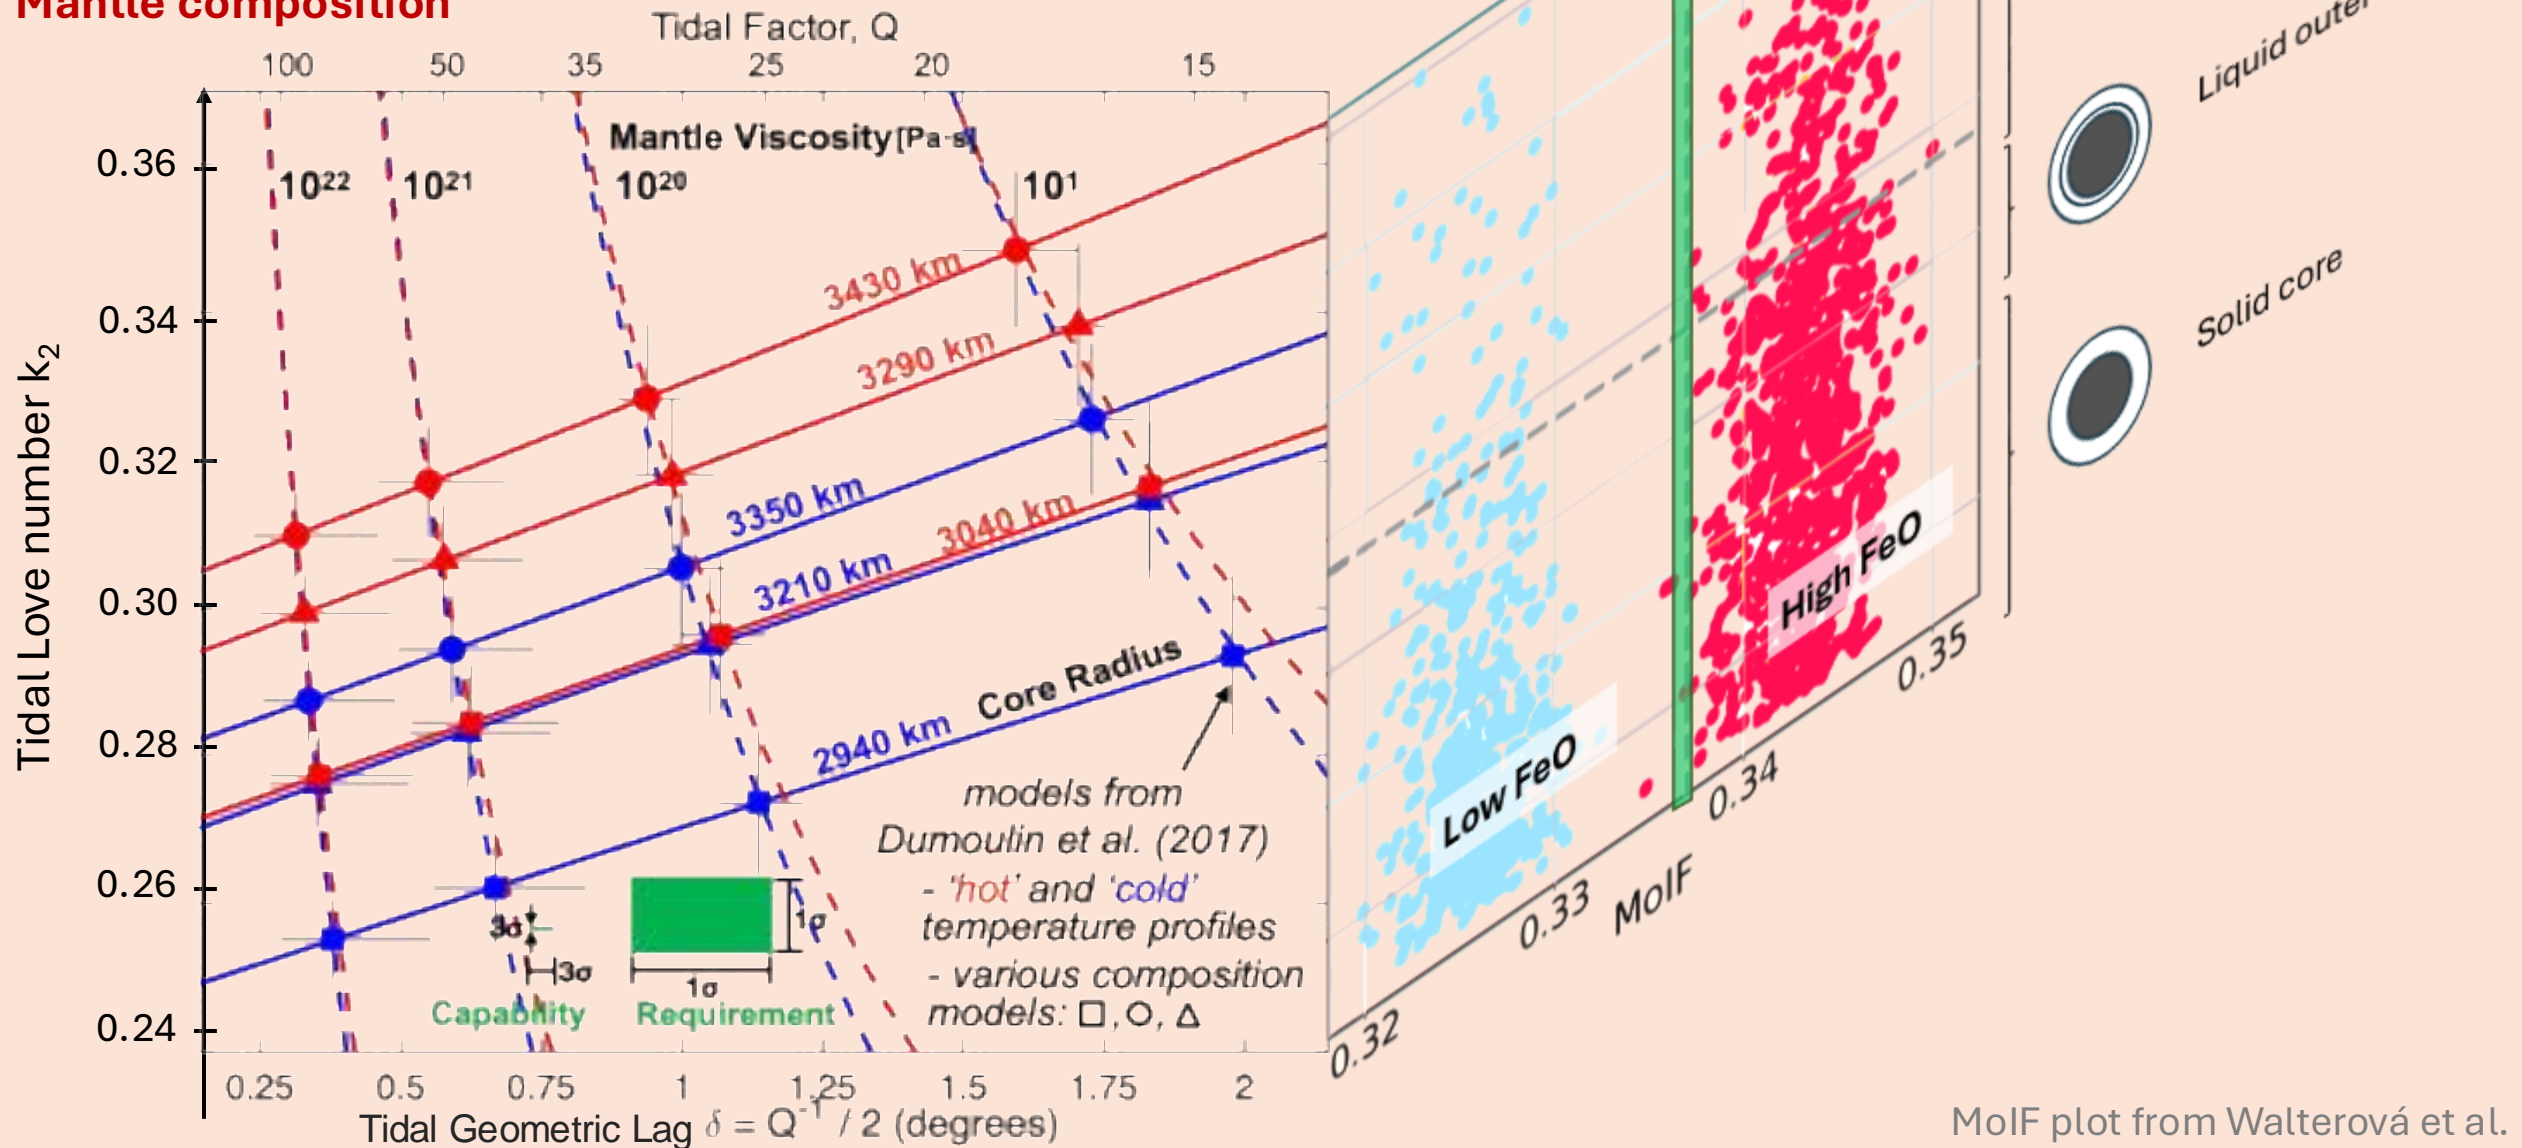 Mantle composition
Tidal Factor, Q
100 50 35 25 20 15
Mantle Viscosity [Pa·s]
10²² 10²¹ 10²⁰ 10¹
0.36
0.34
0.32
0.30
0.28
0.26
0.24
Tidal Love number k₂
3430 km
3290 km
3350 km
3040 km
3210 km
2940 km
Core Radius
models from
Dumoulin et al. (2017)
- 'hot' and 'cold'
temperature profiles
- various composition
models: □, ○, △
3σ
3σ
Capability
1σ
1σ
Requirement
0.25 0.5 0.75 1 1.25 1.5 1.75 2
Tidal Geometric Lag δ = Q⁻¹ / 2 (degrees)
Low FeO
High FeO
0.32 0.33 0.34 0.35
MoIF
Liquid outer
Solid core
MoIF plot from Walterová et al.